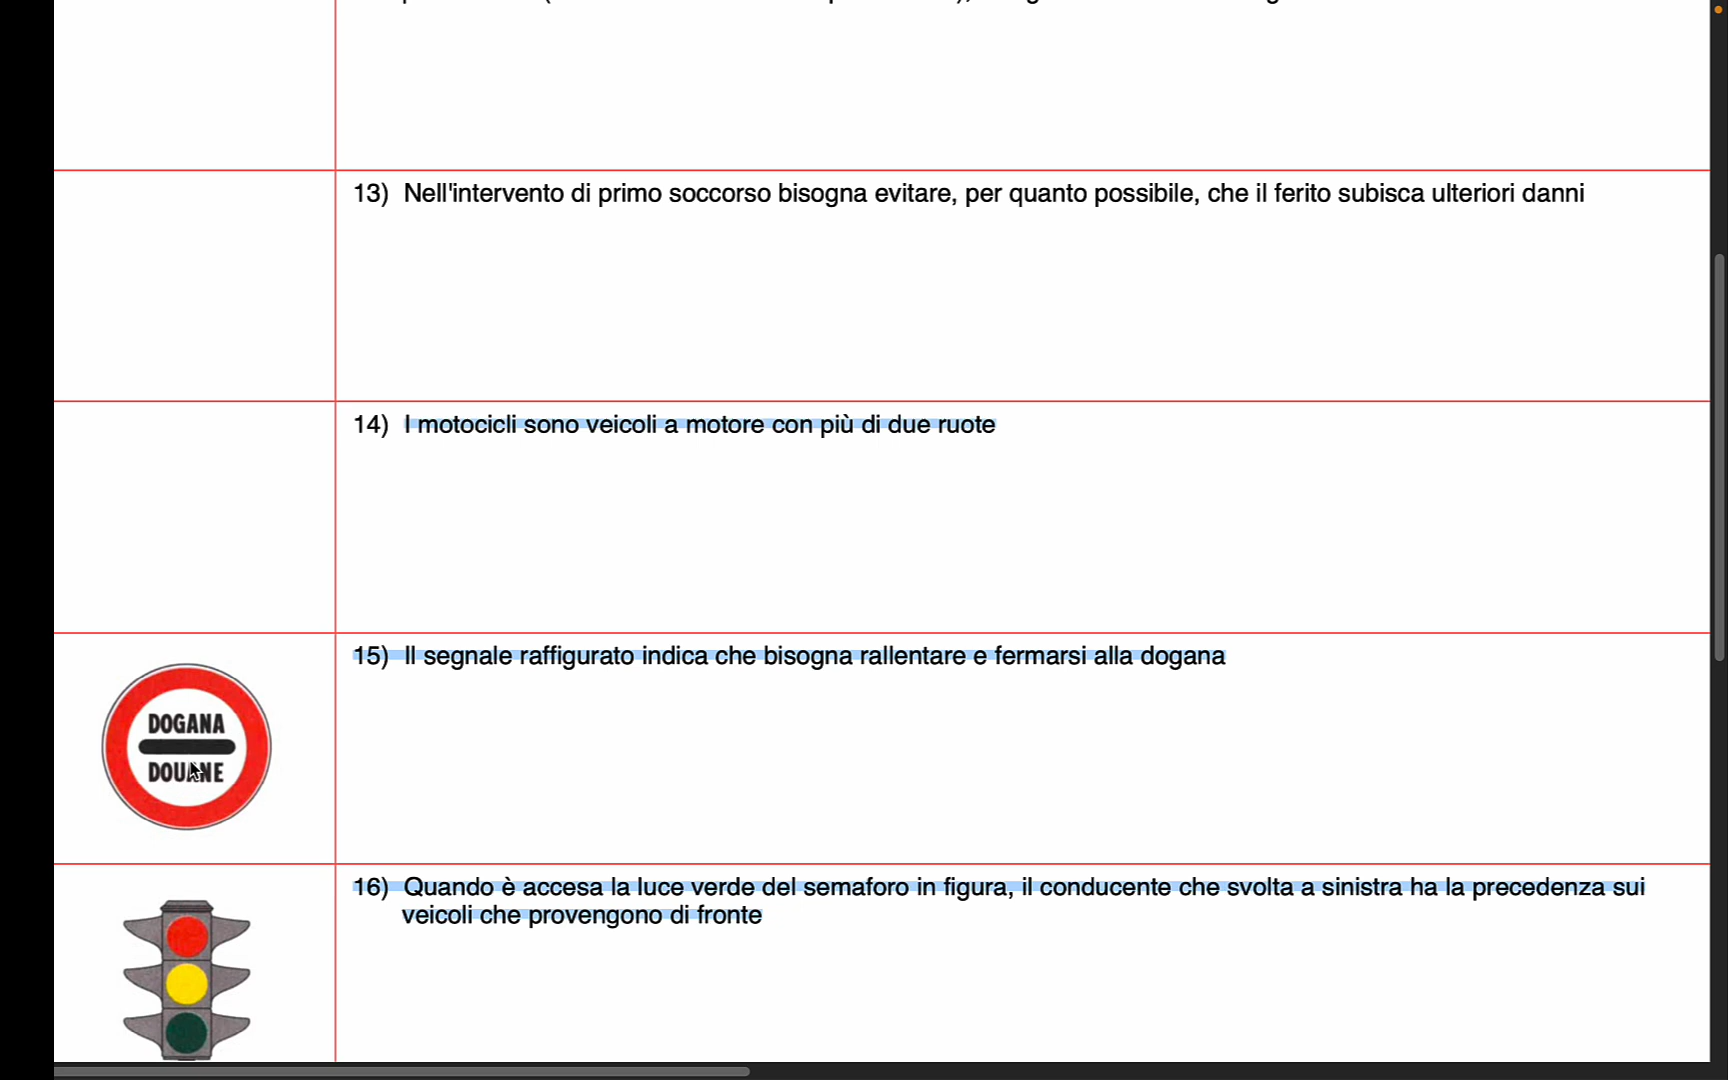 13) Nell'intervento di primo soccorso bisogna evitare, per quanto possibile, che il ferito subisca ulteriori danni
14) I motocicli sono veicoli a motore con più di due ruote
15) Il segnale raffigurato indica che bisogna rallentare e fermarsi alla dogana
DOGANA
DOUANE
16) Quando è accesa la luce verde del semaforo in figura, il conducente che svolta a sinistra ha la precedenza sui
veicoli che provengono di fronte